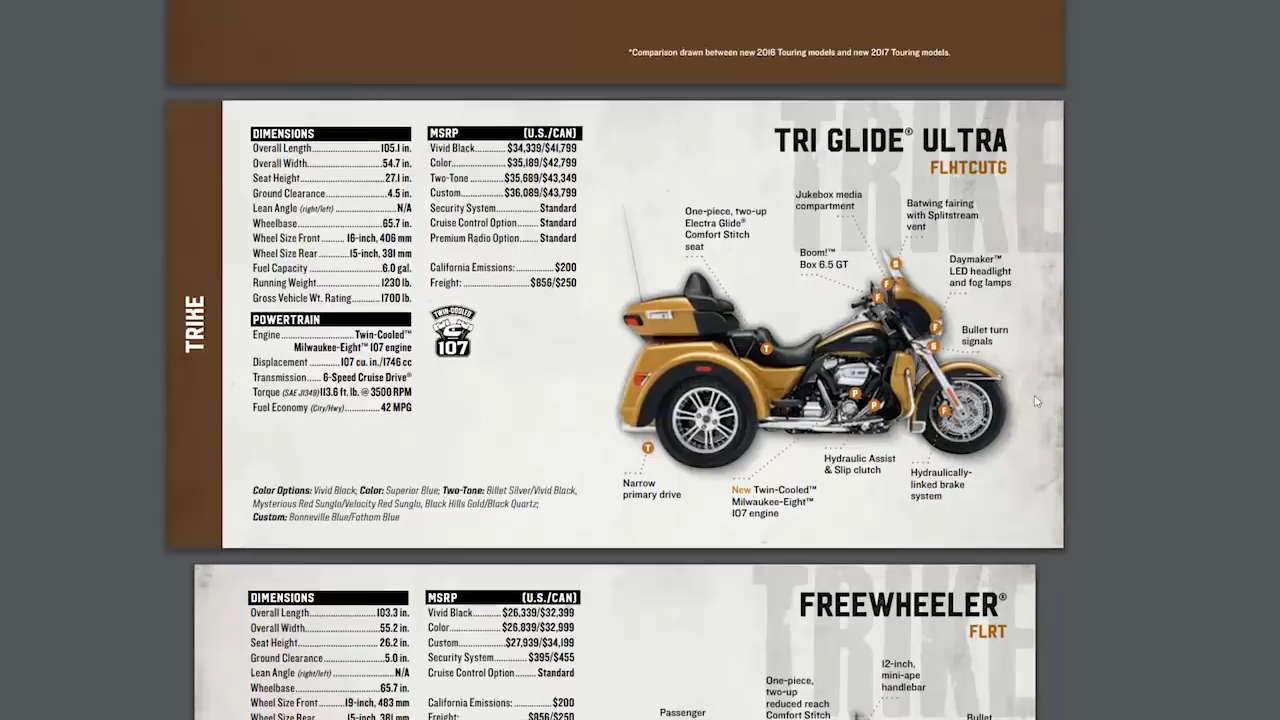 *Comparison drawn between new 2016 Touring models and new 2017 Touring models.
TRIKE
TRIKE
TRI GLIDE® ULTRA
FLHTCUTG
DIMENSIONS
Overall Length 105.1 in.
Overall Width 54.7 in.
Seat Height 27.1 in.
Ground Clearance 4.5 in.
Lean Angle (right/left) N/A
Wheelbase 65.7 in.
Wheel Size Front 16-inch, 406 mm
Wheel Size Rear 15-inch, 381 mm
Fuel Capacity 6.0 gal.
Running Weight 1230 lb.
Gross Vehicle Wt. Rating 1700 lb.
POWERTRAIN
Engine Twin-Cooled™
Milwaukee-Eight™ 107 engine
Displacement 107 cu. in./1746 cc
Transmission 6-Speed Cruise Drive®
Torque (SAE J1349) 113.6 ft. lb. @ 3500 RPM
Fuel Economy (City/Hwy) 42 MPG
MSRP (U.S./CAN)
Vivid Black $34,339/$41,799
Color $35,189/$42,799
Two-Tone $35,689/$43,349
Custom $36,089/$43,799
Security System Standard
Cruise Control Option Standard
Premium Radio Option Standard
California Emissions: $200
Freight: $856/$250
TWIN-COOLED
107
Color Options: Vivid Black; Color: Superior Blue; Two-Tone: Billet Silver/Vivid Black,
Mysterious Red Sunglo/Velocity Red Sunglo, Black Hills Gold/Black Quartz;
Custom: Bonneville Blue/Fathom Blue
One-piece, two-up
Electra Glide®
Comfort Stitch
seat
Jukebox media
compartment
Boom!™
Box 6.5 GT
Batwing fairing
with Splitstream
vent
Daymaker™
LED headlight
and fog lamps
Bullet turn
signals
S
F
F
F
S
T
P
P
F
T
Narrow
primary drive
New Twin-Cooled™
Milwaukee-Eight™
107 engine
Hydraulic Assist
& Slip clutch
Hydraulically-
linked brake
system
TRIKE
FREEWHEELER®
FLRT
DIMENSIONS
Overall Length 103.3 in.
Overall Width 55.2 in.
Seat Height 26.2 in.
Ground Clearance 5.0 in.
Lean Angle (right/left) N/A
Wheelbase 65.7 in.
Wheel Size Front 19-inch, 483 mm
Wheel Size Rear 15-inch, 381 mm
MSRP (U.S./CAN)
Vivid Black $26,339/$32,399
Color $26,839/$32,999
Custom $27,939/$34,199
Security System $395/$455
Cruise Control Option Standard
California Emissions: $200
Freight: $856/$250
Passenger
One-piece,
two-up
reduced reach
Comfort Stitch
12-inch,
mini-ape
handlebar
Bullet